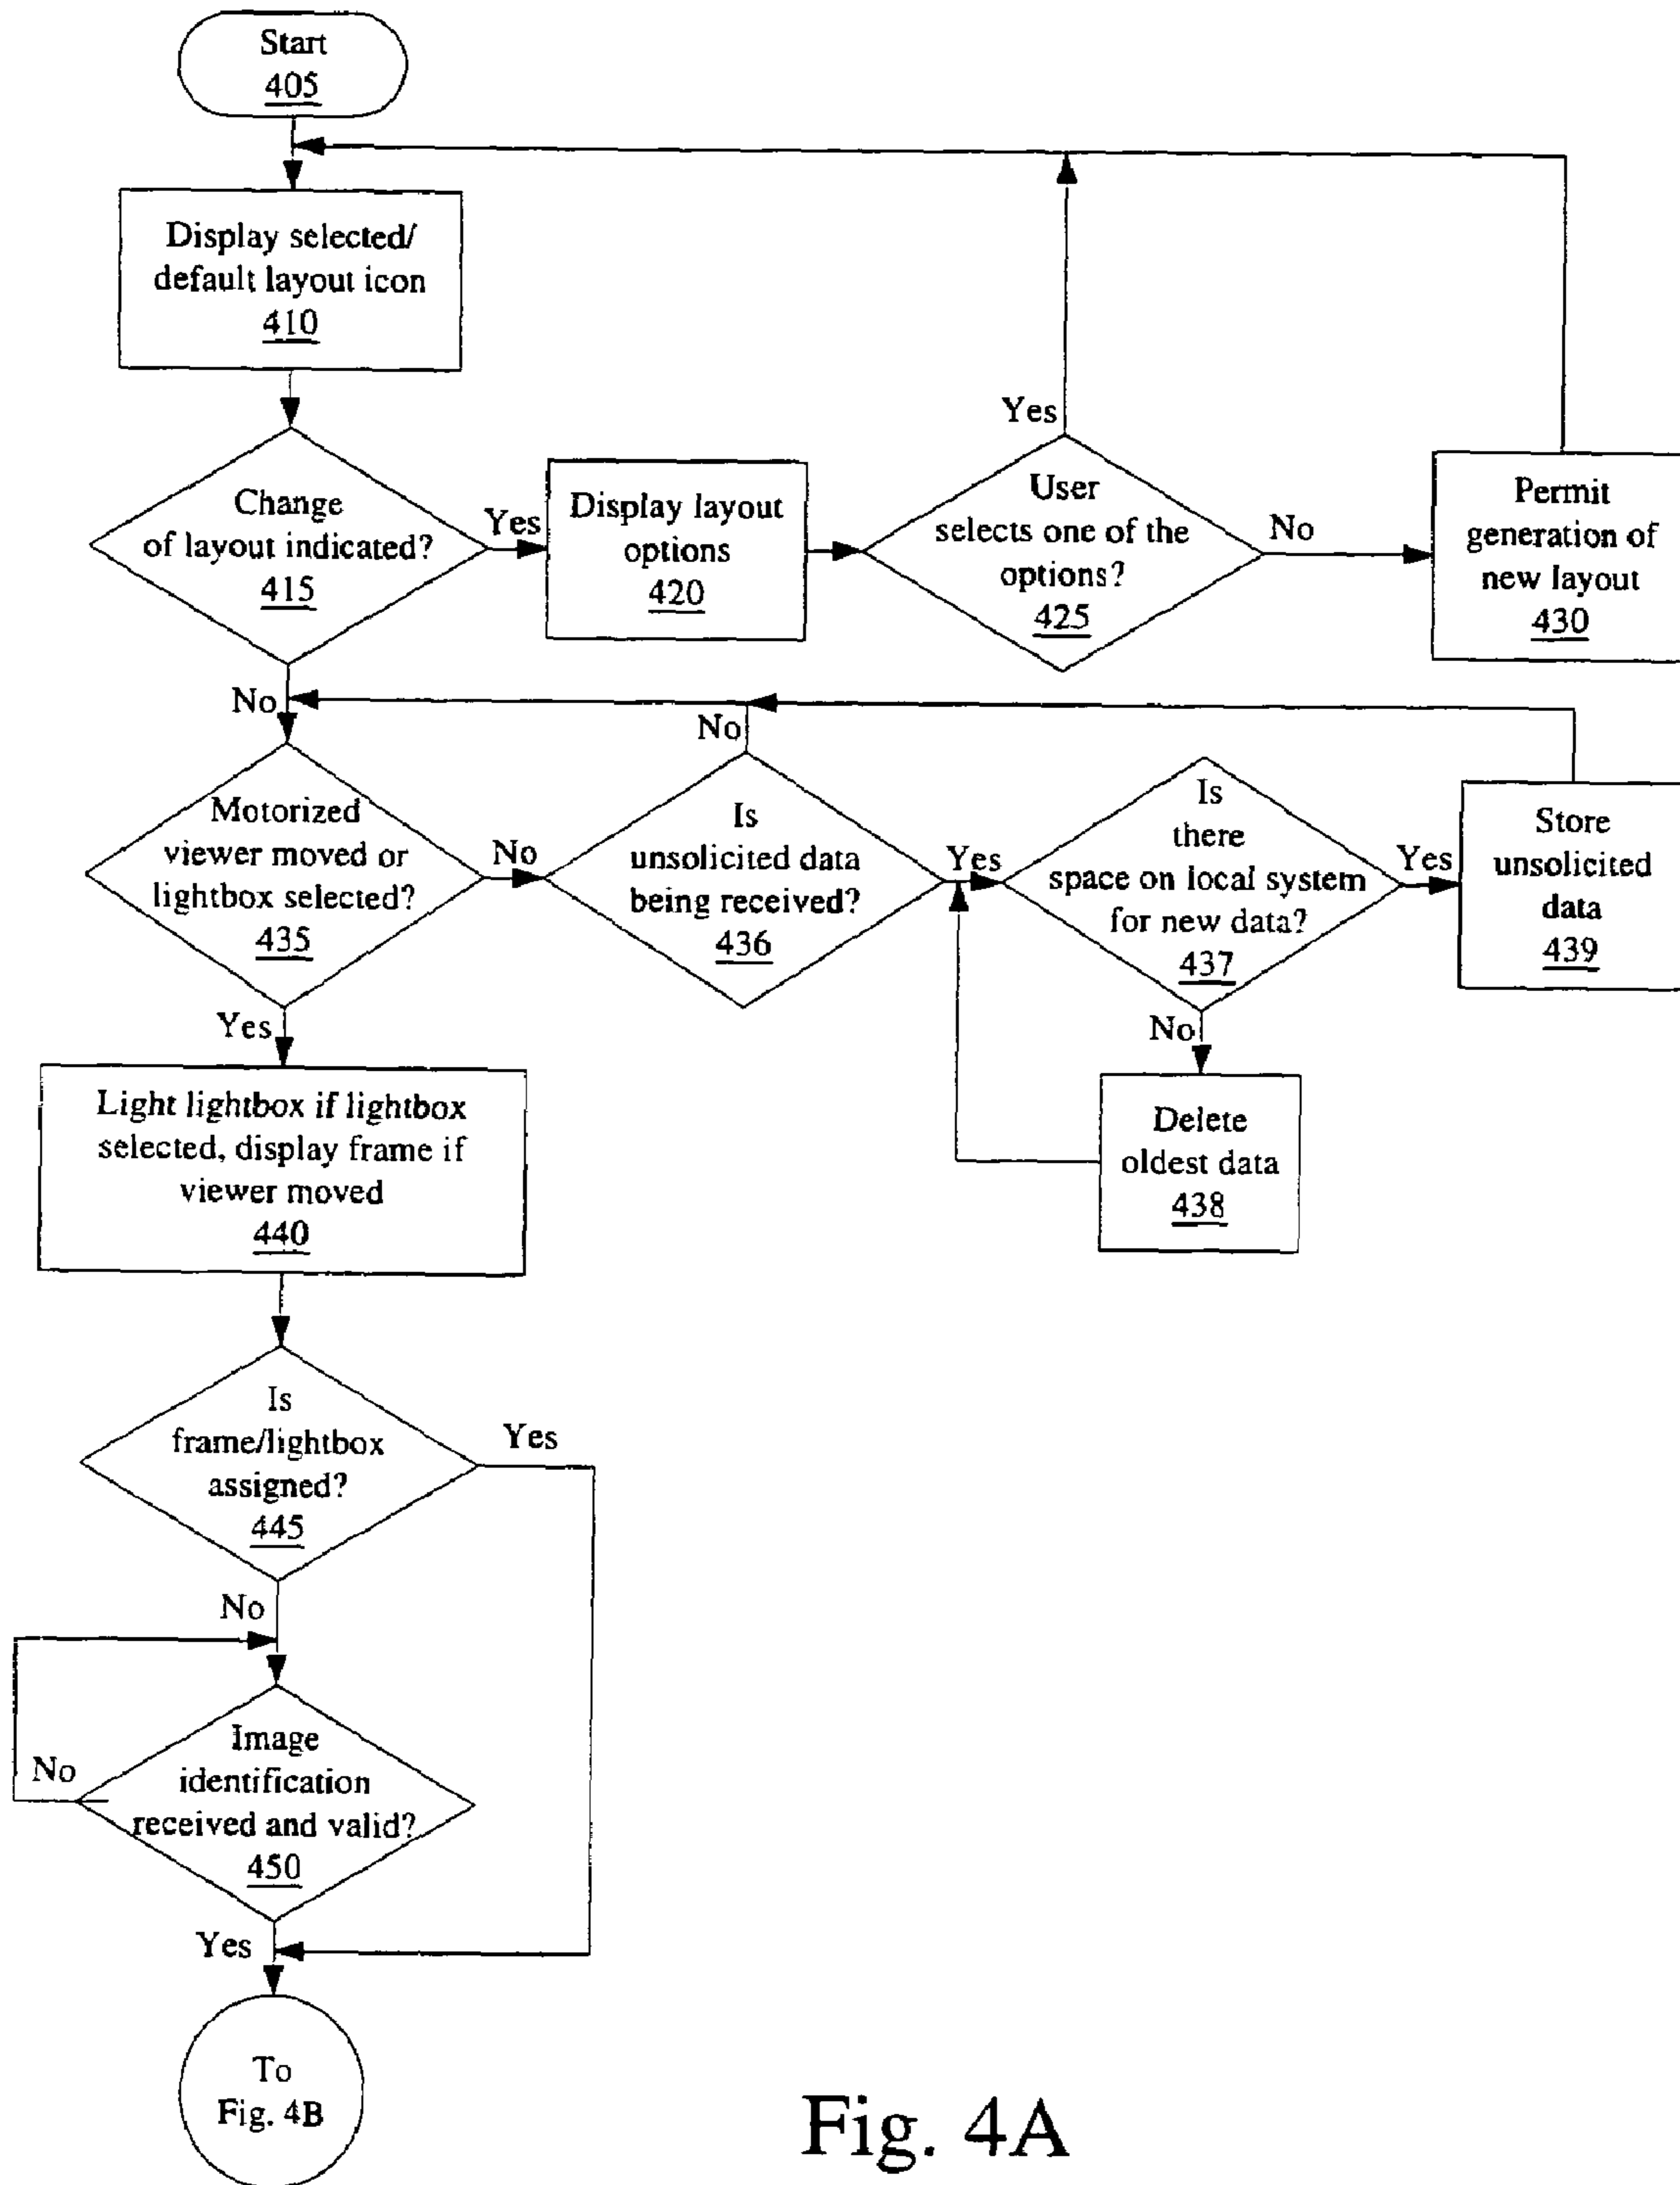 Start
405
Display selected/
default layout icon
410
Change
of layout indicated?
415
Yes
Display layout
options
420
User
selects one of the
options?
425
Yes
No
Permit
generation of
new layout
430
No
Motorized
viewer moved or
lightbox selected?
435
No
Is
unsolicited data
being received?
436
No
Yes
Is
there
space on local system
for new data?
437
Yes
Store
unsolicited
data
439
No
Delete
oldest data
438
Yes
Light lightbox if lightbox
selected, display frame if
viewer moved
440
Is
frame/lightbox
assigned?
445
Yes
No
Image
identification
received and valid?
450
No
Yes
To
Fig. 4B
Fig. 4A